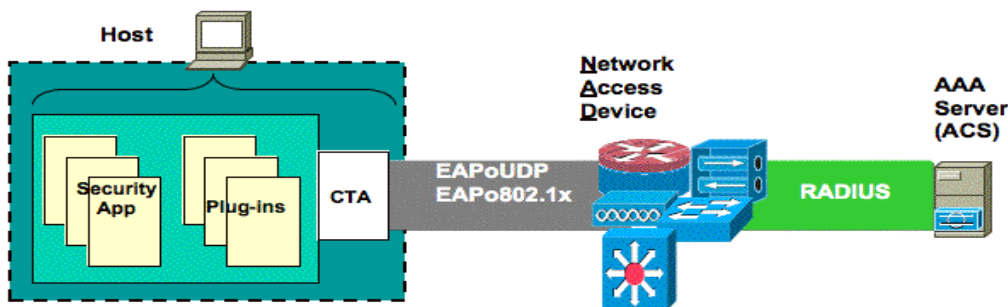 Host
Security
App
Plug-ins
CTA
EAPoUDP
EAPo802.1x
Network
Access
Device
RADIUS
AAA
Server
(ACS)